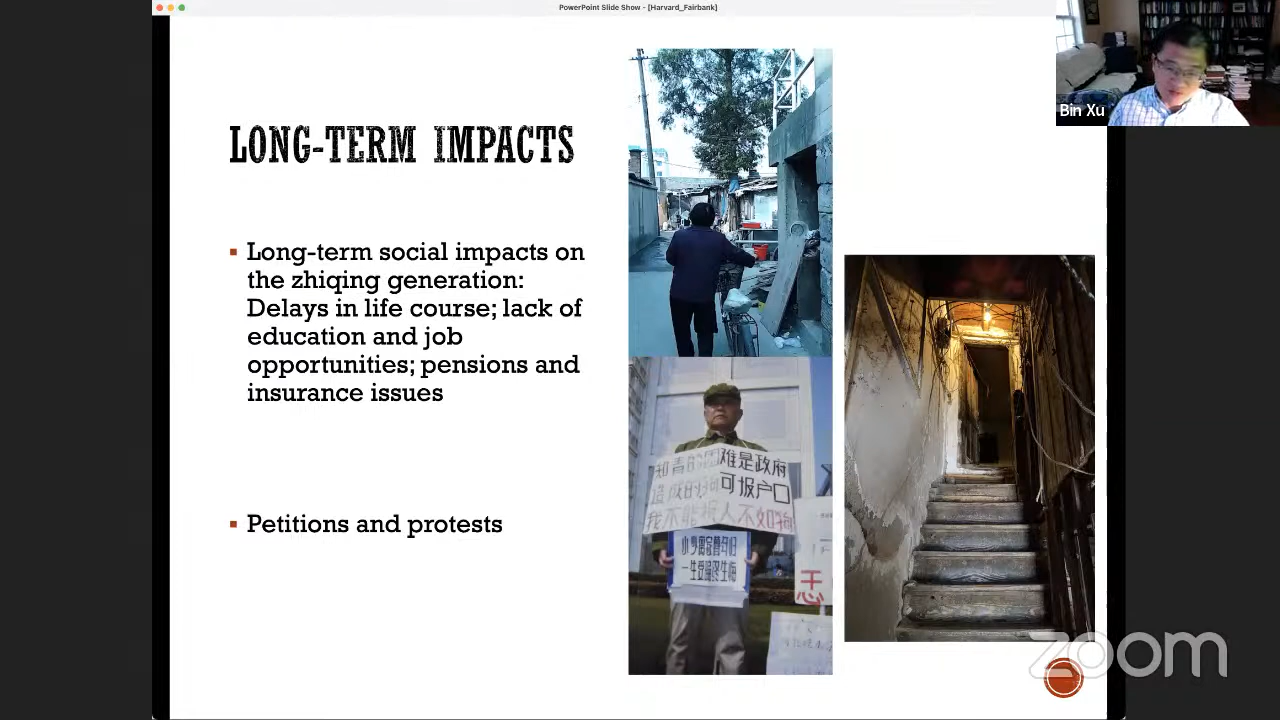 PowerPoint Slide Show - [Harvard_Fairbank]
Bin Xu
LONG-TERM IMPACTS
▪ Long-term social impacts on
the zhiqing generation:
Delays in life course; lack of
education and job
opportunities; pensions and
insurance issues
▪ Petitions and protests
知青的困难是政府
造成的狗可报户口
我不能报人不如狗
zoom